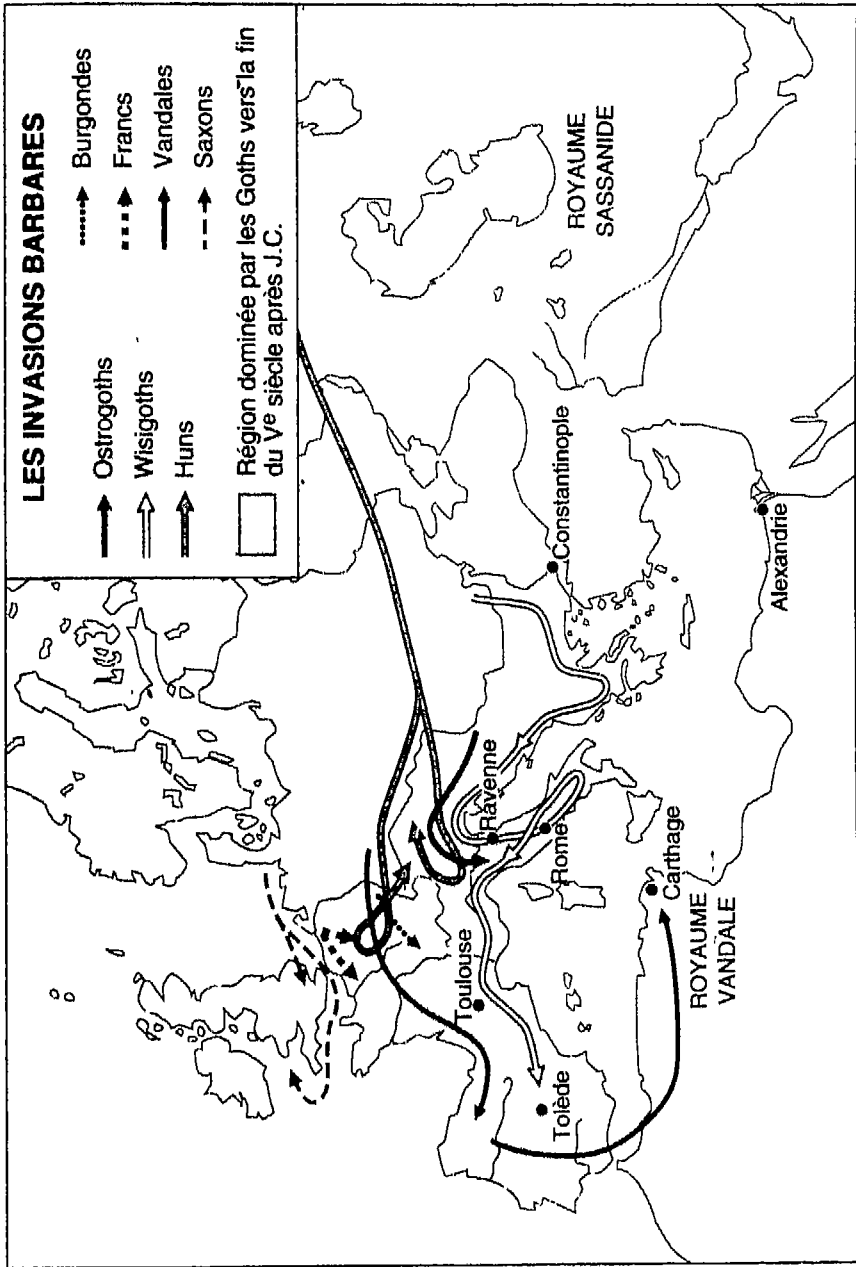 LES INVASIONS BARBARES
Ostrogoths
Wisigoths
Huns
Burgondes
Francs
Vandales
Saxons
Région dominée par les Goths vers la fin
du Ve siècle après J.C.
ROYAUME
SASSANIDE
Constantinople
Alexandrie
Ravenne
Rome
Carthage
ROYAUME
VANDALE
Toulouse
Tolède